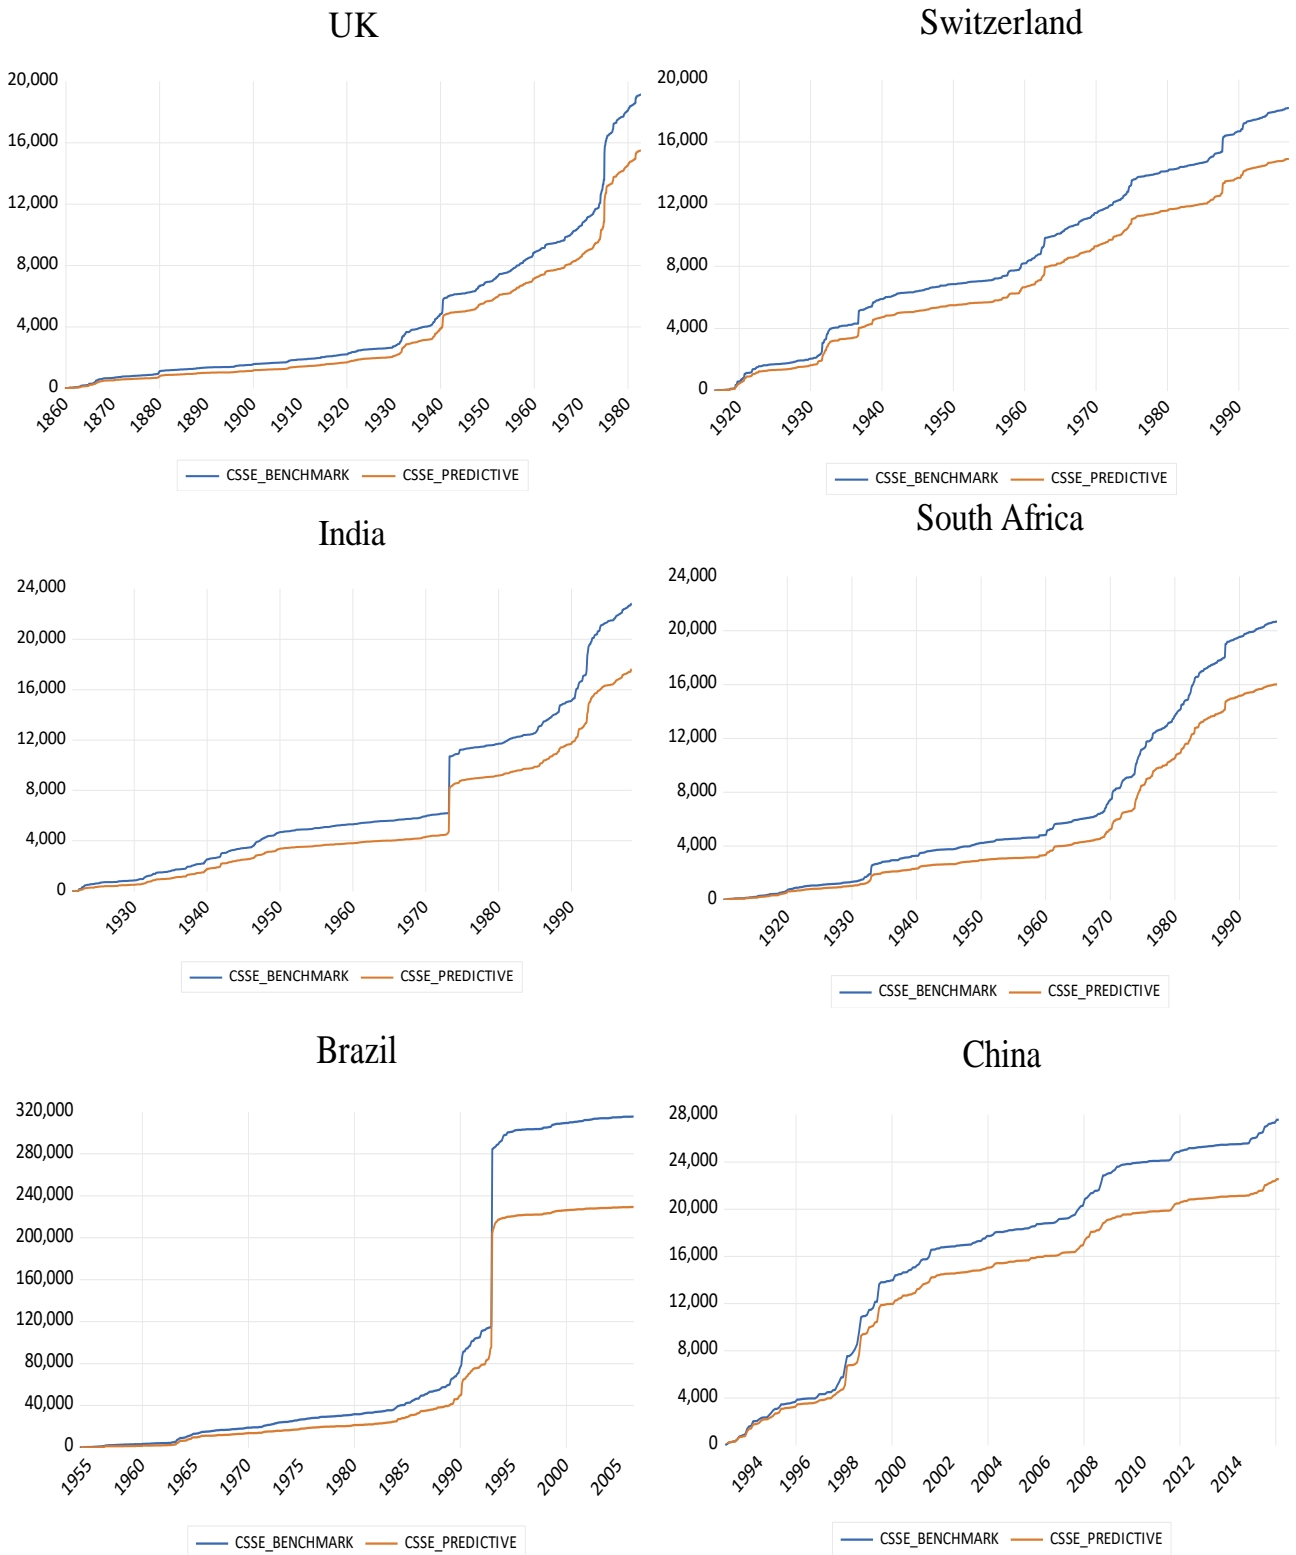 UK
20,000
16,000
12,000
8,000
4,000
0
1860 1870 1880 1890 1900 1910 1920 1930 1940 1950 1960 1970 1980
CSSE_BENCHMARK CSSE_PREDICTIVE
Switzerland
20,000
16,000
12,000
8,000
4,000
0
1920 1930 1940 1950 1960 1970 1980 1990
CSSE_BENCHMARK CSSE_PREDICTIVE
India
24,000
20,000
16,000
12,000
8,000
4,000
0
1930 1940 1950 1960 1970 1980 1990
CSSE_BENCHMARK CSSE_PREDICTIVE
South Africa
24,000
20,000
16,000
12,000
8,000
4,000
0
1920 1930 1940 1950 1960 1970 1980 1990
CSSE_BENCHMARK CSSE_PREDICTIVE
Brazil
320,000
280,000
240,000
200,000
160,000
120,000
80,000
40,000
0
1955 1960 1965 1970 1975 1980 1985 1990 1995 2000 2005
CSSE_BENCHMARK CSSE_PREDICTIVE
China
28,000
24,000
20,000
16,000
12,000
8,000
4,000
0
1994 1996 1998 2000 2002 2004 2006 2008 2010 2012 2014
CSSE_BENCHMARK CSSE_PREDICTIVE